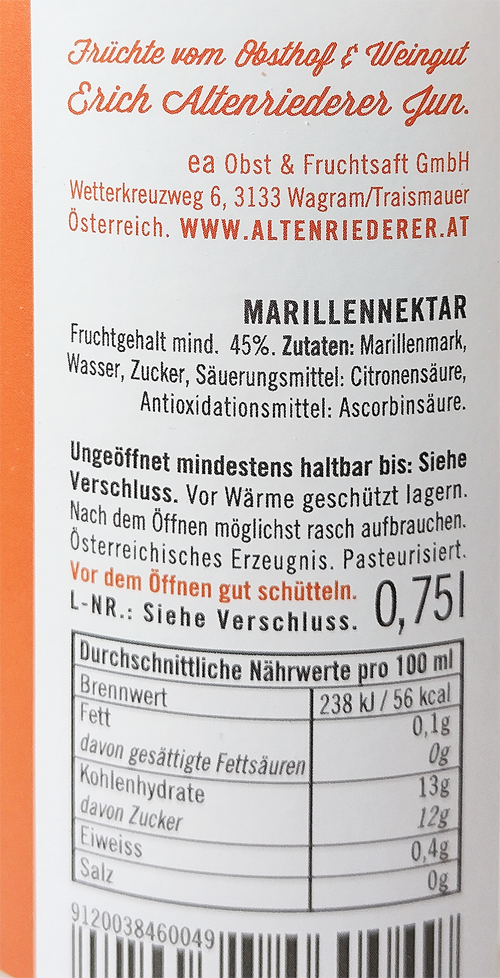 Früchte vom Obsthof & Weingut
Erich Altenriederer Jun.
ea Obst & Fruchtsaft GmbH
Wetterkreuzweg 6, 3133 Wagram/Traismauer
Österreich. WWW.ALTENRIEDERER.AT
MARILLENNEKTAR
Fruchtgehalt mind. 45%. Zutaten: Marillenmark,
Wasser, Zucker, Säuerungsmittel: Citronensäure,
Antioxidationsmittel: Ascorbinsäure.
Ungeöffnet mindestens haltbar bis: Siehe
Verschluss. Vor Wärme geschützt lagern.
Nach dem Öffnen möglichst rasch aufbrauchen.
Österreichisches Erzeugnis. Pasteurisiert.
Vor dem Öffnen gut schütteln.
L-NR.: Siehe Verschluss. 0,75l
Durchschnittliche Nährwerte pro 100 ml
Brennwert 238 kJ / 56 kcal
Fett 0,1g
davon gesättigte Fettsäuren 0g
Kohlenhydrate 13g
davon Zucker 12g
Eiweiss 0,4g
Salz 0g
9120038460049